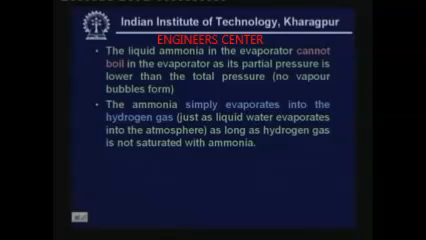 Indian Institute of Technology, Kharagpur
ENGINEERS CENTER
• The liquid ammonia in the evaporator cannot
boil in the evaporator as its partial pressure is
lower than the total pressure (no vapour
bubbles form)
• The ammonia simply evaporates into the
hydrogen gas (just as liquid water evaporates
into the atmosphere) as long as hydrogen gas
is not saturated with ammonia.